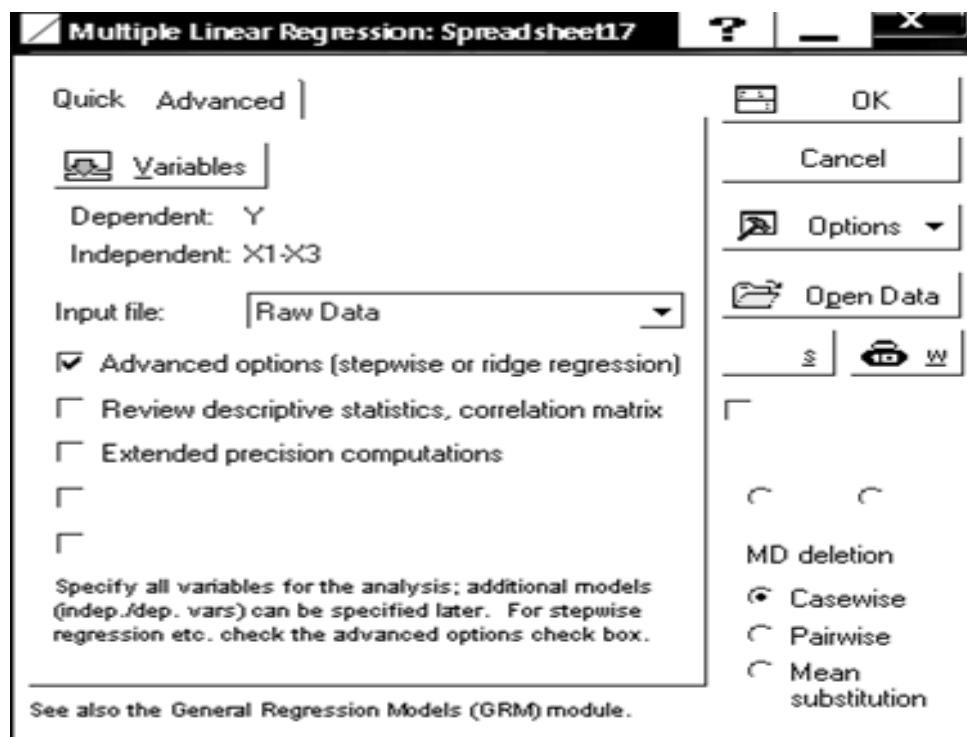 Multiple Linear Regression: Spreadsheet17
? _ X
Quick Advanced
Variables
Dependent: Y
Independent: X1-X3
Input file: Raw Data
Advanced options (stepwise or ridge regression)
Review descriptive statistics, correlation matrix
Extended precision computations
Specify all variables for the analysis; additional models
(indep./dep. vars) can be specified later. For stepwise
regression etc. check the advanced options check box.
See also the General Regression Models (GRM) module.
OK
Cancel
Options
Open Data
s w
MD deletion
Casewise
Pairwise
Mean
substitution